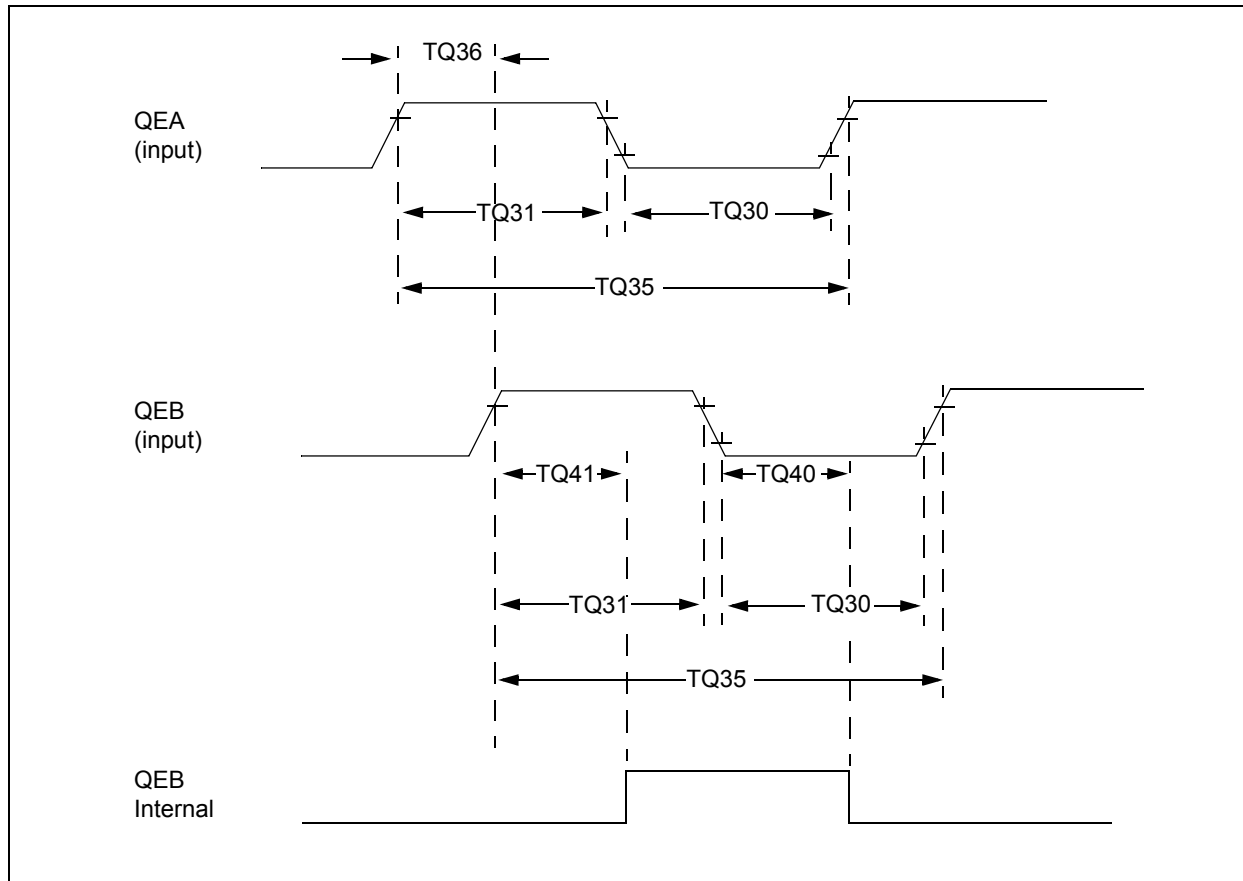 TQ36
QEA
(input)
TQ31
TQ30
TQ35
QEB
(input)
TQ41
TQ40
TQ31
TQ30
TQ35
QEB
Internal